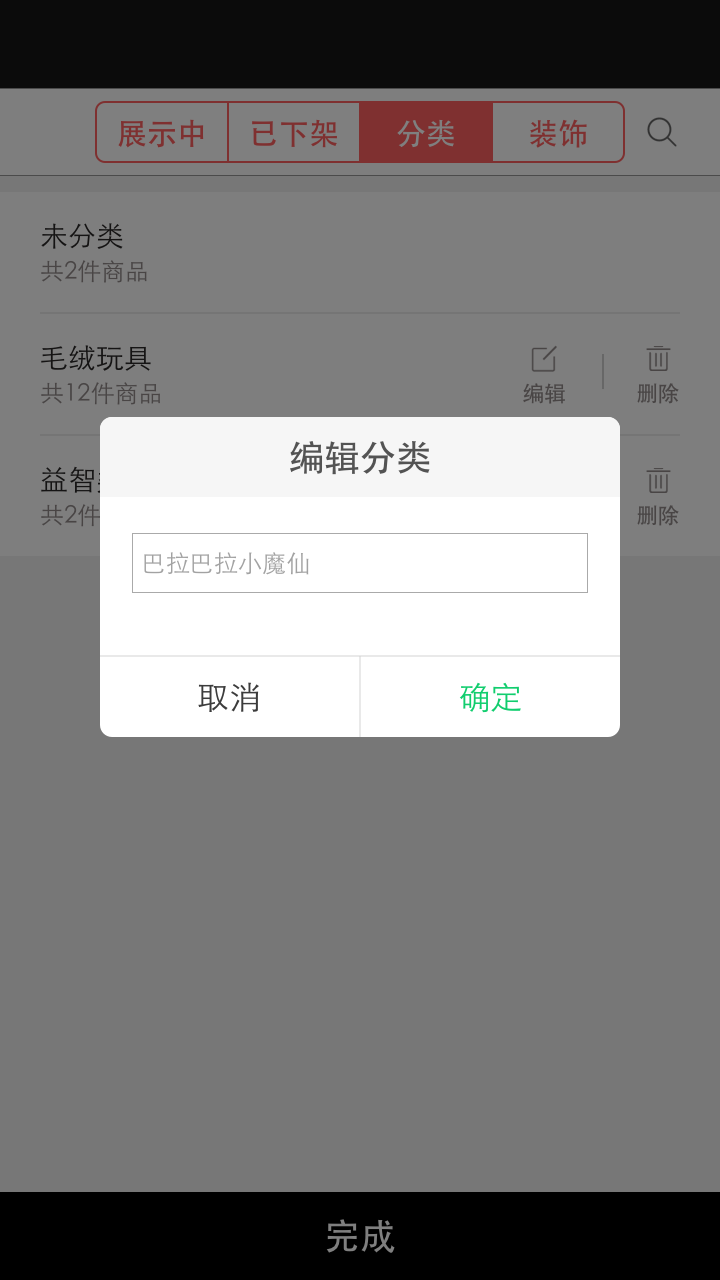 展示中 已下架 分类 装饰
未分类
共2件商品
毛绒玩具
共12件商品
编辑 删除
益智
共2件
删除
编辑分类
巴拉巴拉小魔仙
取消 确定
完成